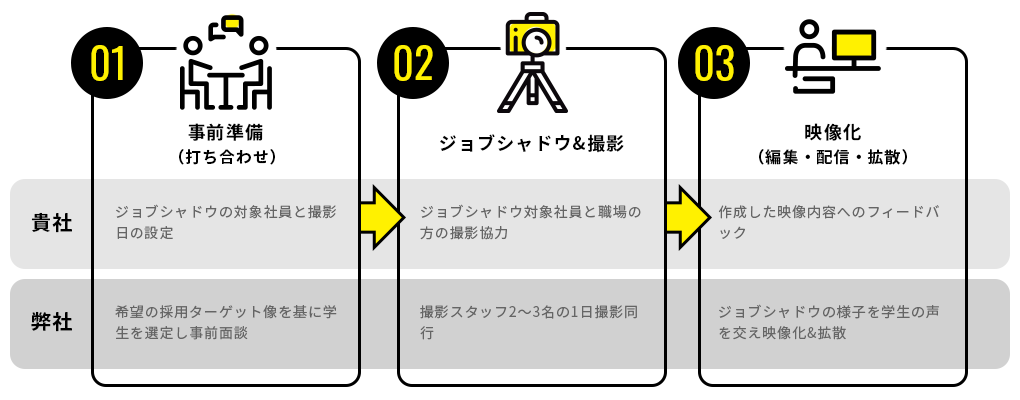 01
事前準備
（打ち合わせ）
02
ジョブシャドウ&撮影
03
映像化
（編集・配信・拡散）
貴社
ジョブシャドウの対象社員と撮影
日の設定
ジョブシャドウ対象社員と職場の
方の撮影協力
作成した映像内容へのフィードバ
ック
弊社
希望の採用ターゲット像を基に学
生を選定し事前面談
撮影スタッフ2〜3名の1日撮影同
行
ジョブシャドウの様子を学生の声
を交え映像化&拡散